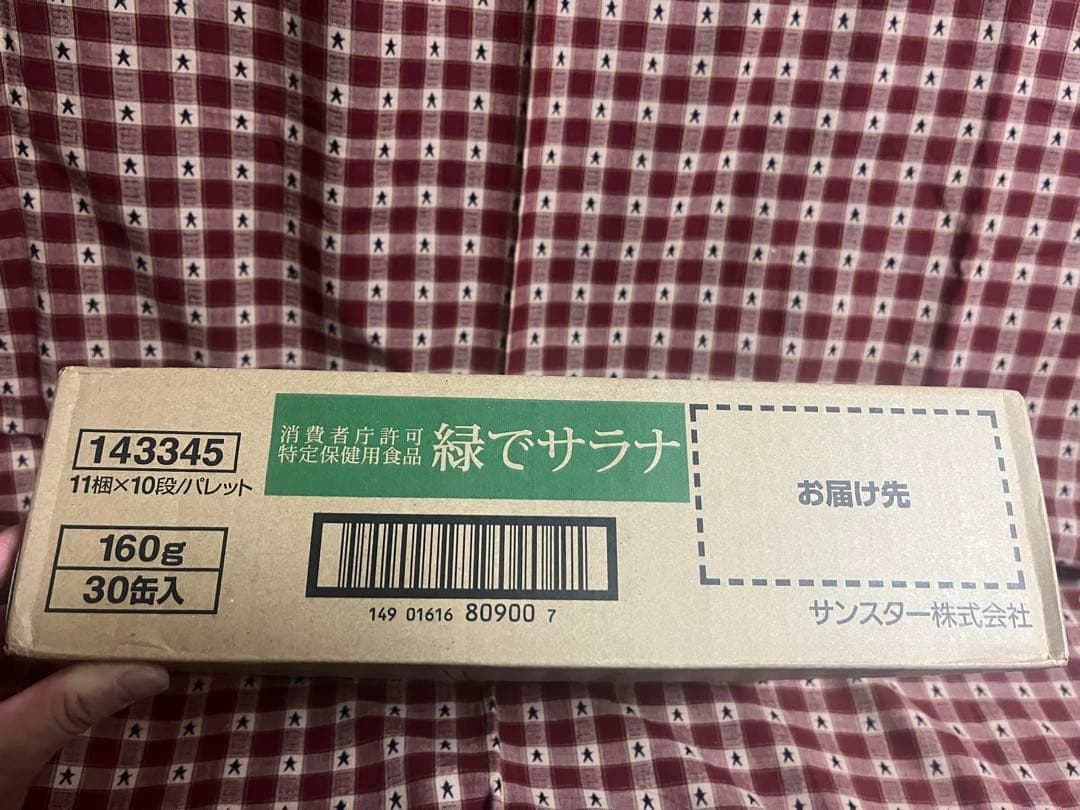 143345
11梱×10段/パレット
160g
30缶入
消費者庁許可
特定保健用食品
緑でサラナ
149 01616 80900 7
お届け先
サンスター株式会社